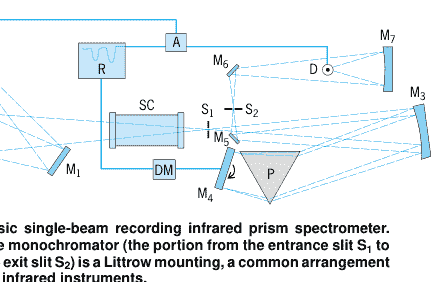 A
M7
M6
D
R
M3
SC
S1
S2
M5
M1
DM
P
M4
sic single-beam recording infrared prism spectrometer.
e monochromator (the portion from the entrance slit S1 to
exit slit S2) is a Littrow mounting, a common arrangement
infrared instruments.